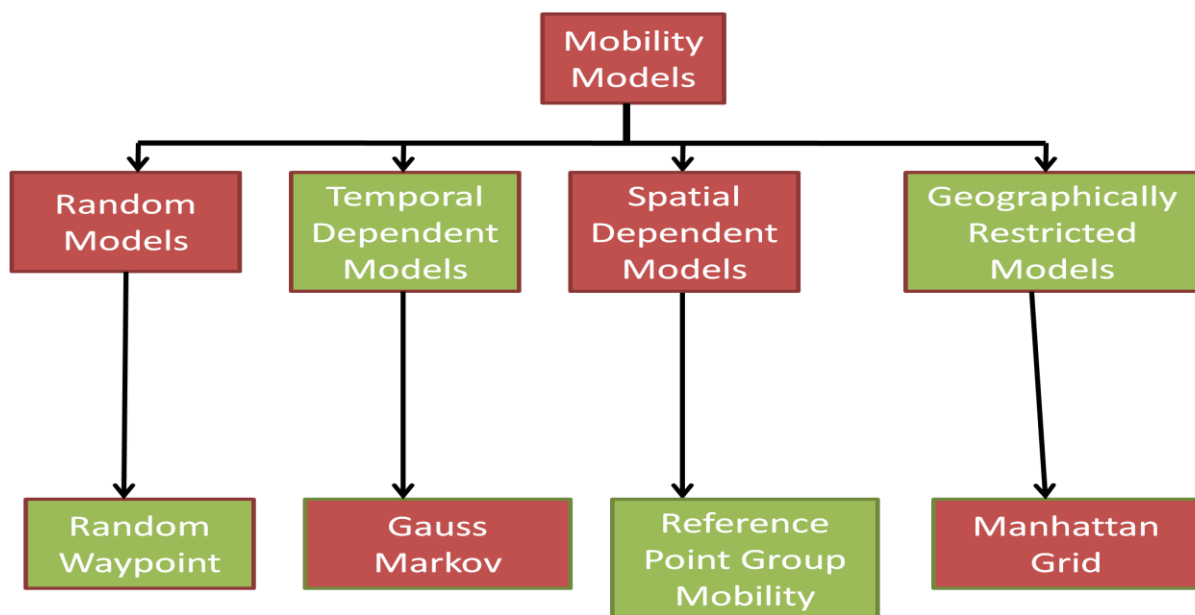 Mobility
Models
Random
Models
Temporal
Dependent
Models
Spatial
Dependent
Models
Geographically
Restricted
Models
Random
Waypoint
Gauss
Markov
Reference
Point Group
Mobility
Manhattan
Grid